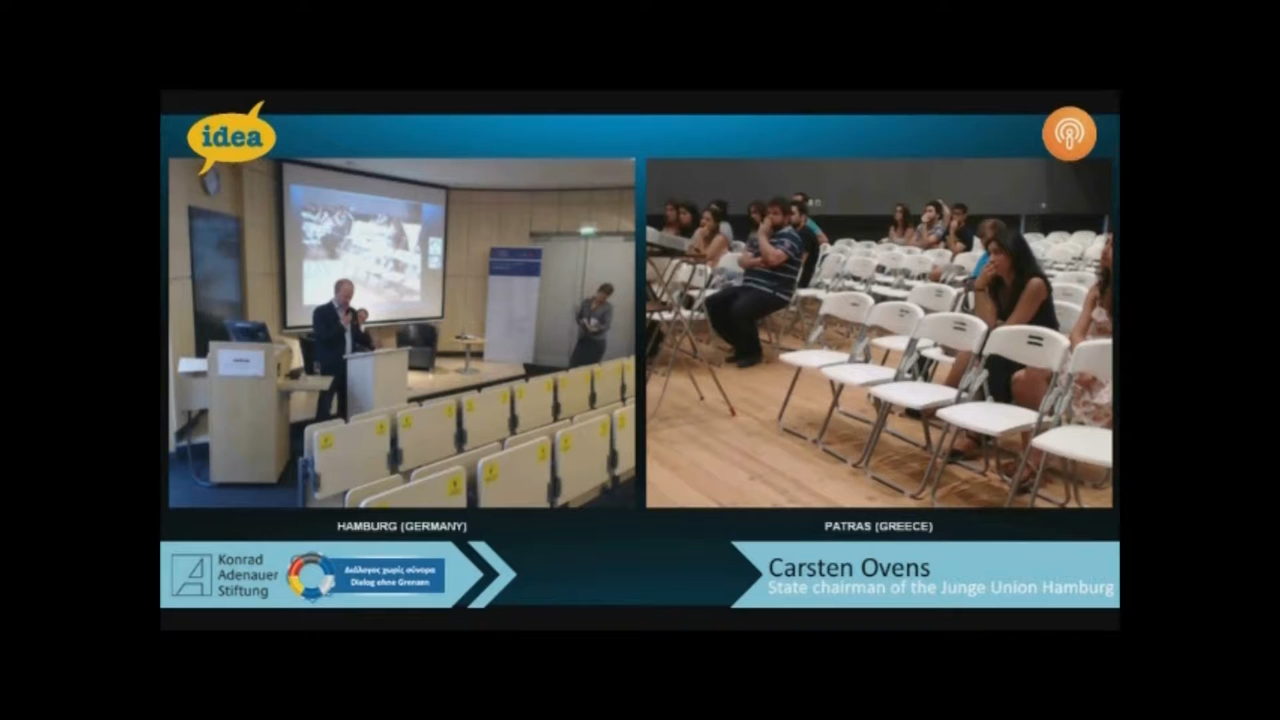 idea
HAMBURG (GERMANY)
PATRAS (GREECE)
Konrad
Adenauer
Stiftung
Διάλογος χωρίς σύνορα
Dialog ohne Grenzen
Carsten Ovens
State chairman of the Junge Union Hamburg